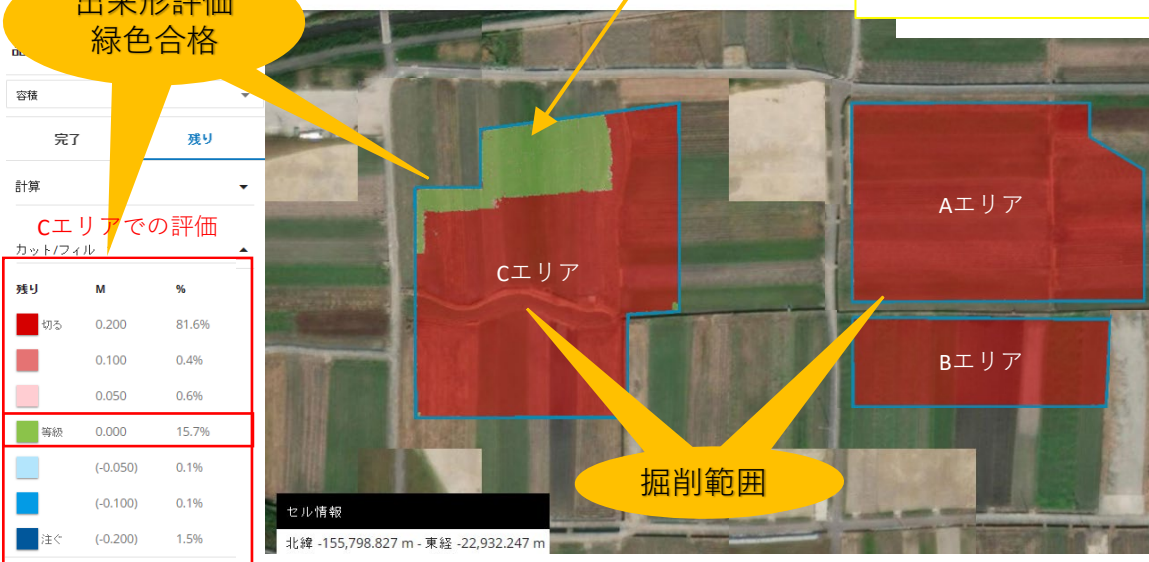 出来形評価
緑色合格
容積
完了
残り
計算
Cエリアでの評価
カット/フィル
残り M %
切る 0.200 81.6%
0.100 0.4%
0.050 0.6%
等級 0.000 15.7%
(-0.050) 0.1%
(-0.100) 0.1%
注ぐ (-0.200) 1.5%
Cエリア
Aエリア
Bエリア
掘削範囲
セル情報
北緯 -155,798.827 m - 東経 -22,932.247 m